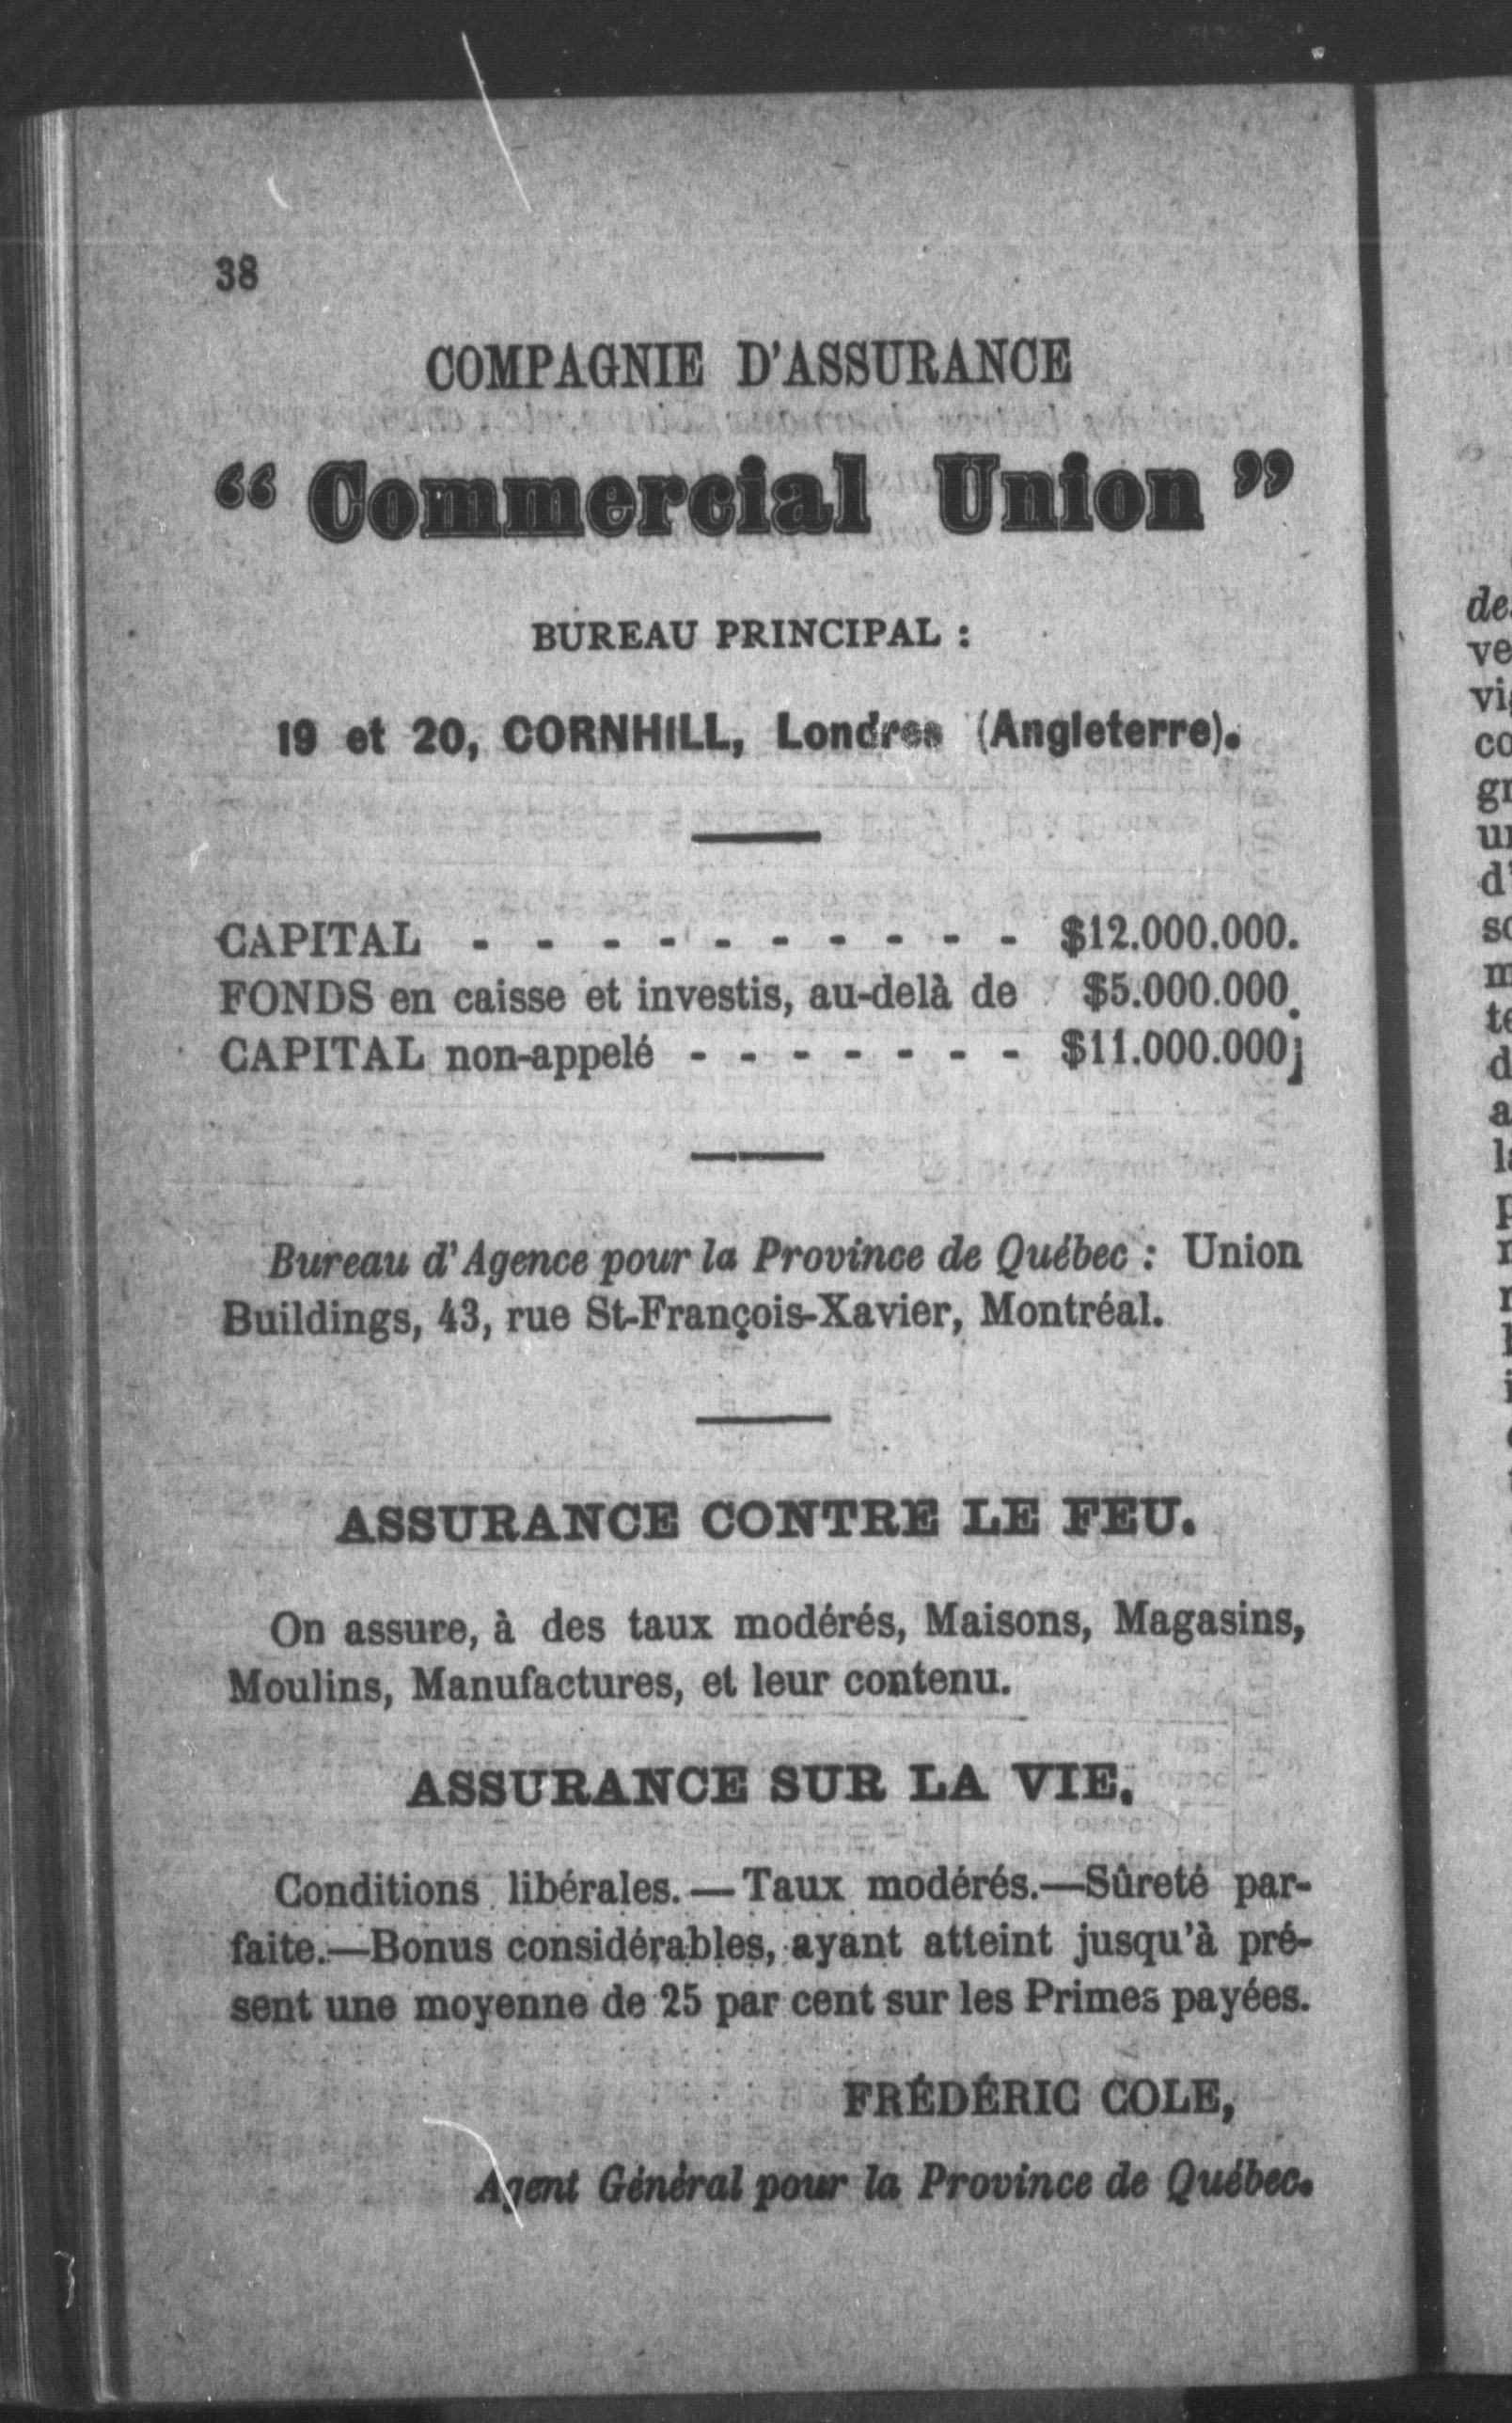 38
COMPAGNIE D'ASSURANCE
“ Commercial Union ”
BUREAU PRINCIPAL :
19 et 20, CORNHILL, Londres (Angleterre).
CAPITAL - - - - - - - - - - $12.000.000.
FONDS en caisse et investis, au-delà de $5.000.000.
CAPITAL non-appelé - - - - - - - $11.000.000
Bureau d'Agence pour la Province de Québec : Union
Buildings, 43, rue St-François-Xavier, Montréal.
ASSURANCE CONTRE LE FEU.
On assure, à des taux modérés, Maisons, Magasins,
Moulins, Manufactures, et leur contenu.
ASSURANCE SUR LA VIE.
Conditions libérales. — Taux modérés.—Sûreté par-
faite.—Bonus considérables, ayant atteint jusqu'à pré-
sent une moyenne de 25 par cent sur les Primes payées.
FRÉDÉRIC COLE,
Agent Général pour la Province de Québec.